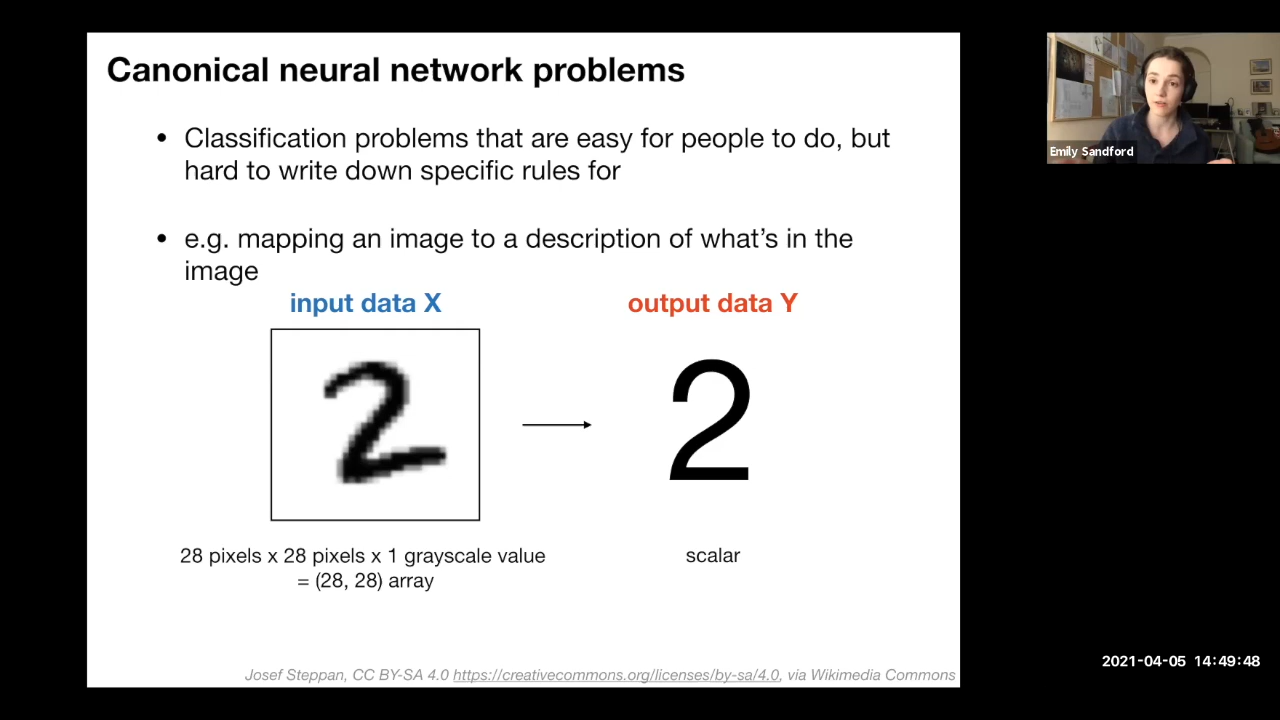 Canonical neural network problems
• Classification problems that are easy for people to do, but
hard to write down specific rules for
• e.g. mapping an image to a description of what's in the
image
input data X
output data Y
2
2
28 pixels x 28 pixels x 1 grayscale value
= (28, 28) array
scalar
Josef Steppan, CC BY-SA 4.0 https://creativecommons.org/licenses/by-sa/4.0, via Wikimedia Commons
Emily Sandford
2021-04-05 14:49:48